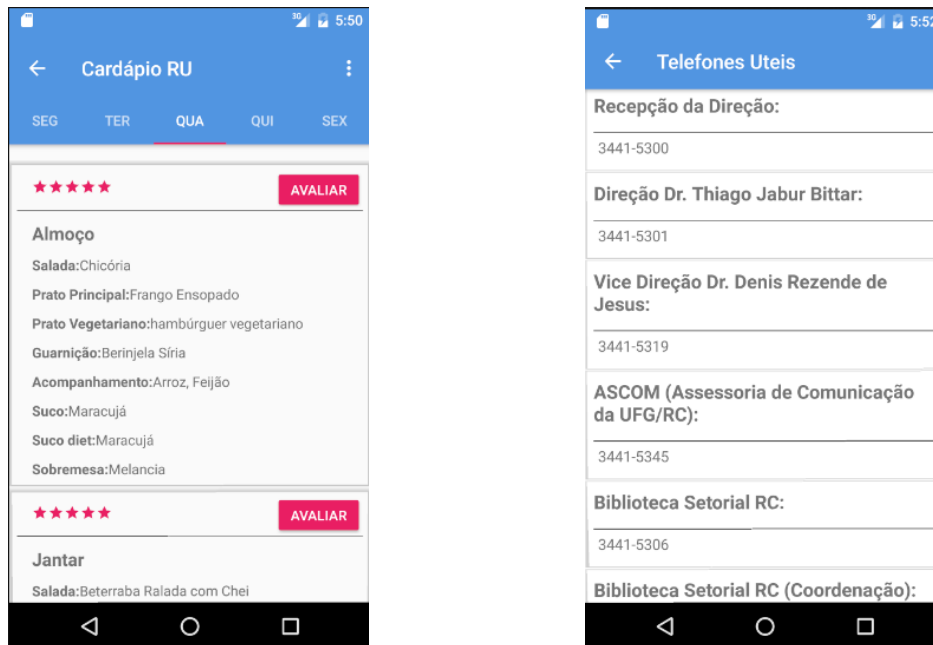 3G 5:50
Cardápio RU
SEG TER QUA QUI SEX
AVALIAR
Almoço
Salada:Chicória
Prato Principal:Frango Ensopado
Prato Vegetariano:hambúrguer vegetariano
Guarnição:Berinjela Síria
Acompanhamento:Arroz, Feijão
Suco:Maracujá
Suco diet:Maracujá
Sobremesa:Melancia
AVALIAR
Jantar
Salada:Beterraba Ralada com Chei
3G 5:52
Telefones Uteis
Recepção da Direção:
3441-5300
Direção Dr. Thiago Jabur Bittar:
3441-5301
Vice Direção Dr. Denis Rezende de
Jesus:
3441-5319
ASCOM (Assessoria de Comunicação
da UFG/RC):
3441-5345
Biblioteca Setorial RC:
3441-5306
Biblioteca Setorial RC (Coordenação):